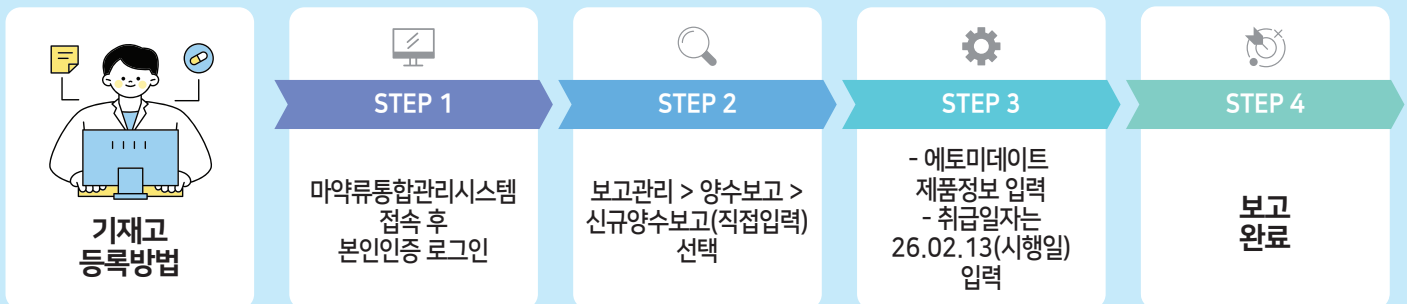 기재고
등록방법
STEP 1
마약류통합관리시스템
접속 후
본인인증 로그인
STEP 2
보고관리 > 양수보고 >
신규양수보고(직접입력)
선택
STEP 3
- 에토미데이트
제품정보 입력
- 취급일자는
26.02.13(시행일)
입력
STEP 4
보고
완료